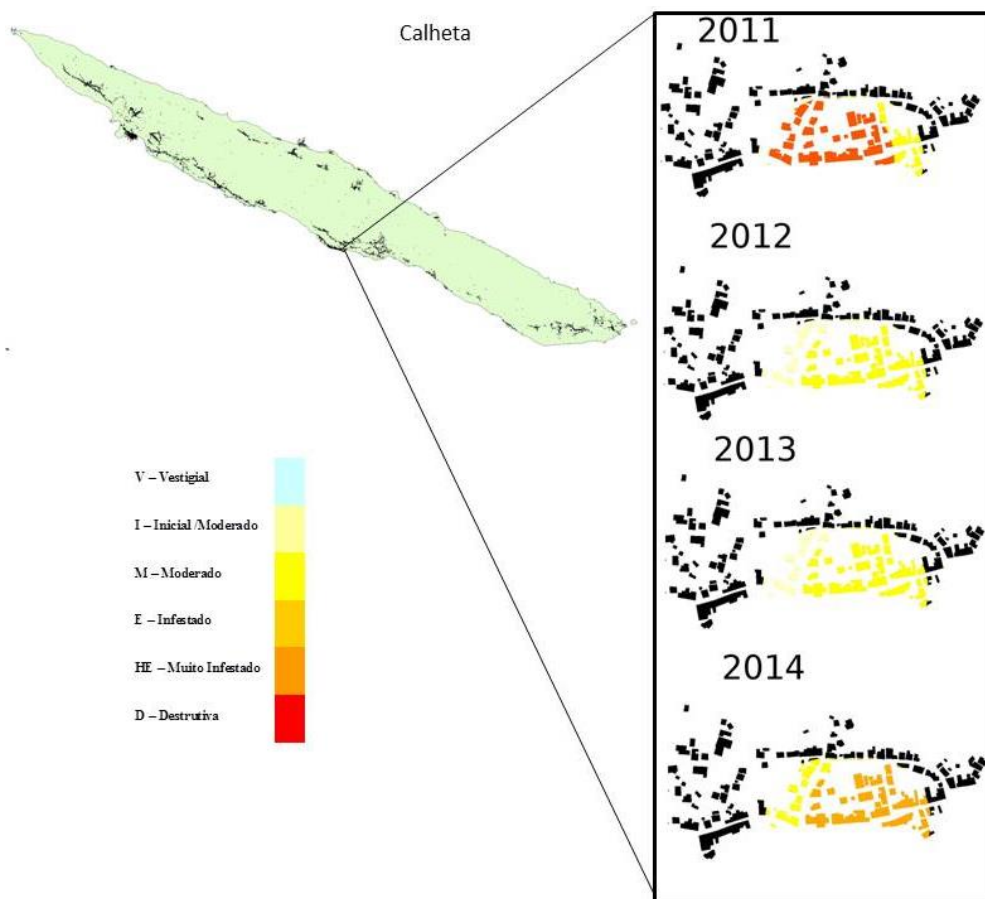 Calheta
2011
2012
2013
2014
V – Vestigial
I – Inicial /Moderado
M – Moderado
E – Infestado
HE – Muito Infestado
D – Destrutiva